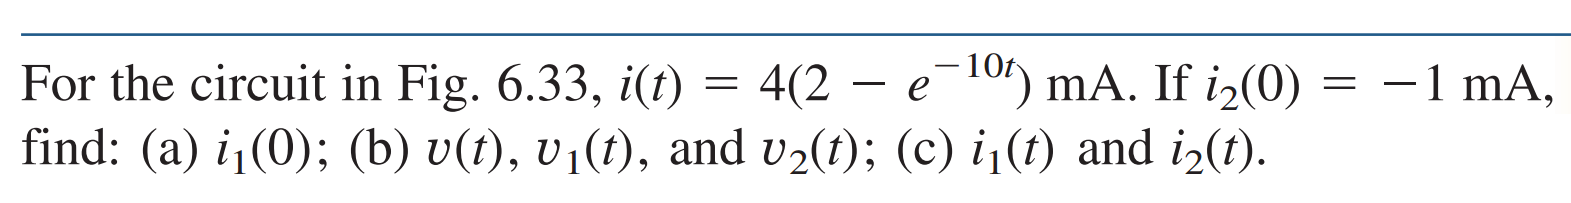 For the circuit in Fig. 6.33, i(t) = 4(2 − e^{−10t}) mA. If i₂(0) = −1 mA,
find: (a) i₁(0); (b) v(t), v₁(t), and v₂(t); (c) i₁(t) and i₂(t).